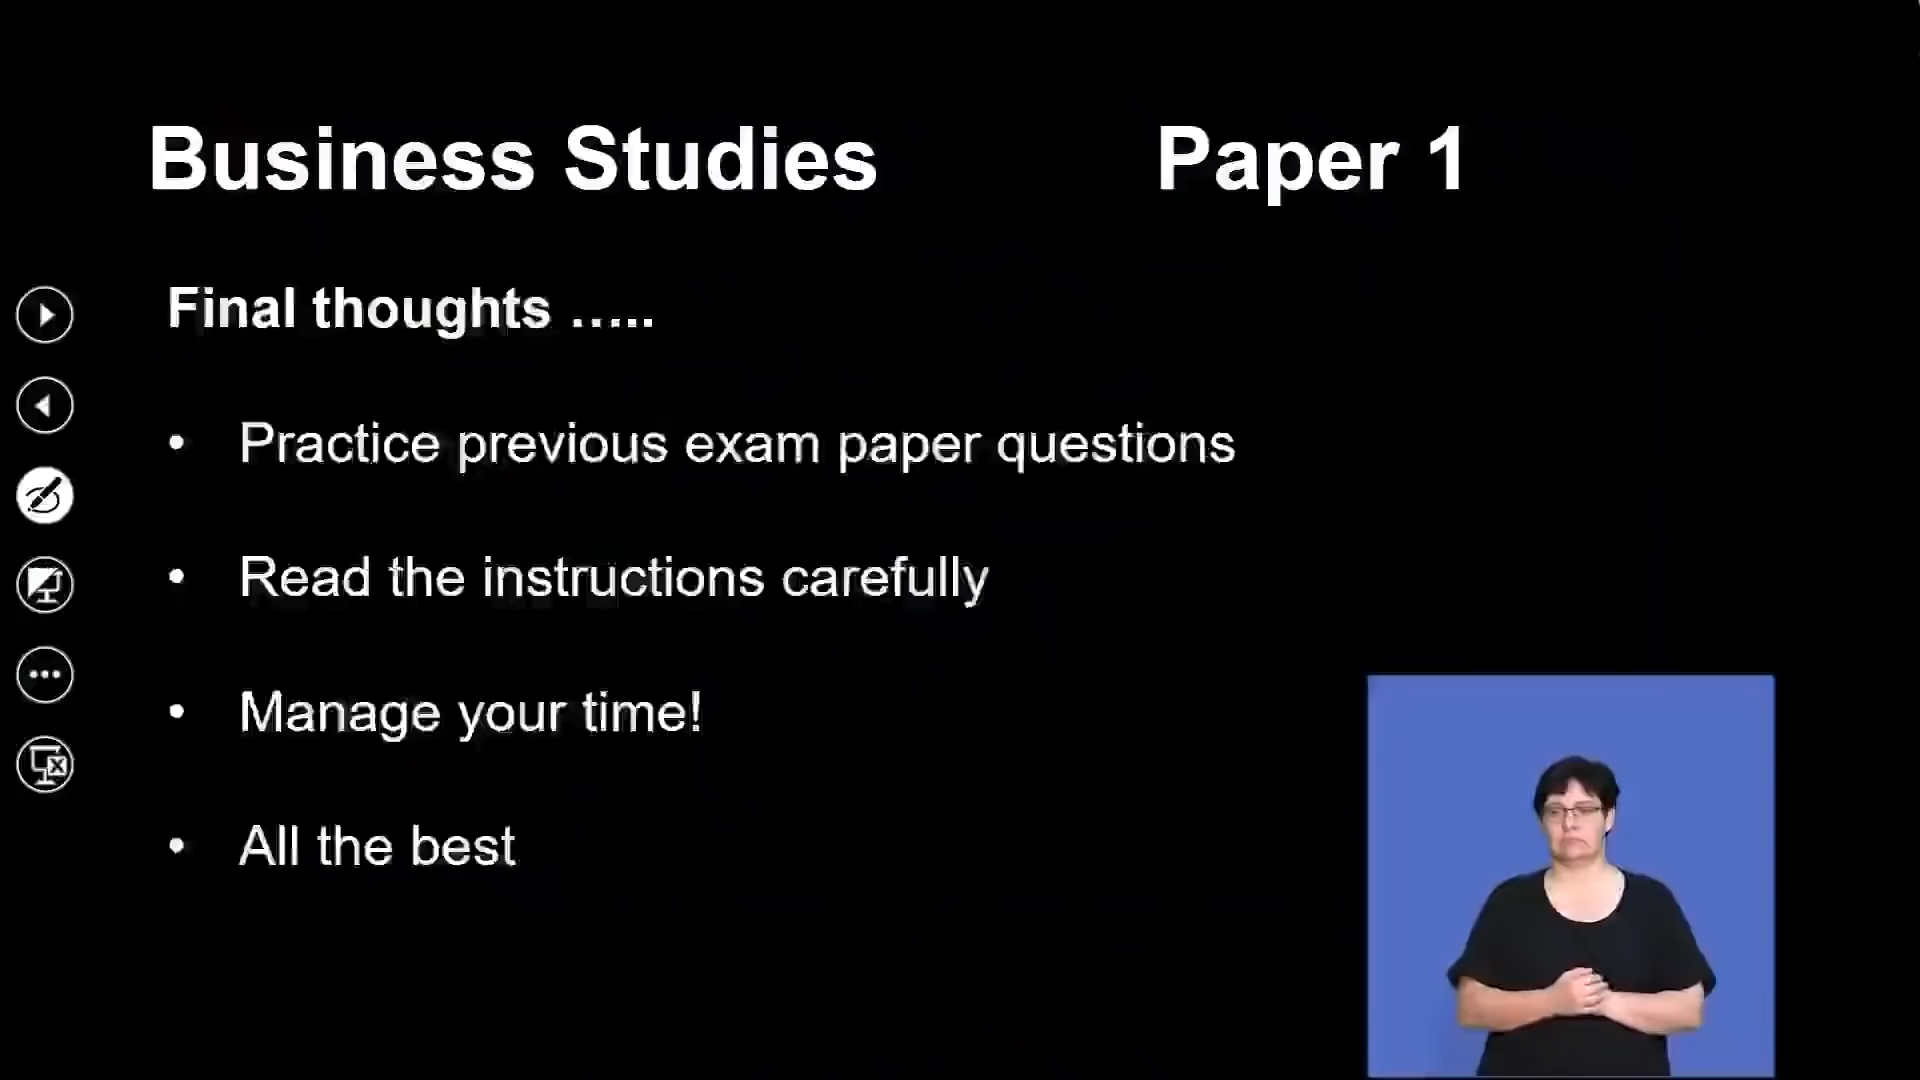 Business Studies Paper 1
Final thoughts .....
• Practice previous exam paper questions
• Read the instructions carefully
• Manage your time!
• All the best